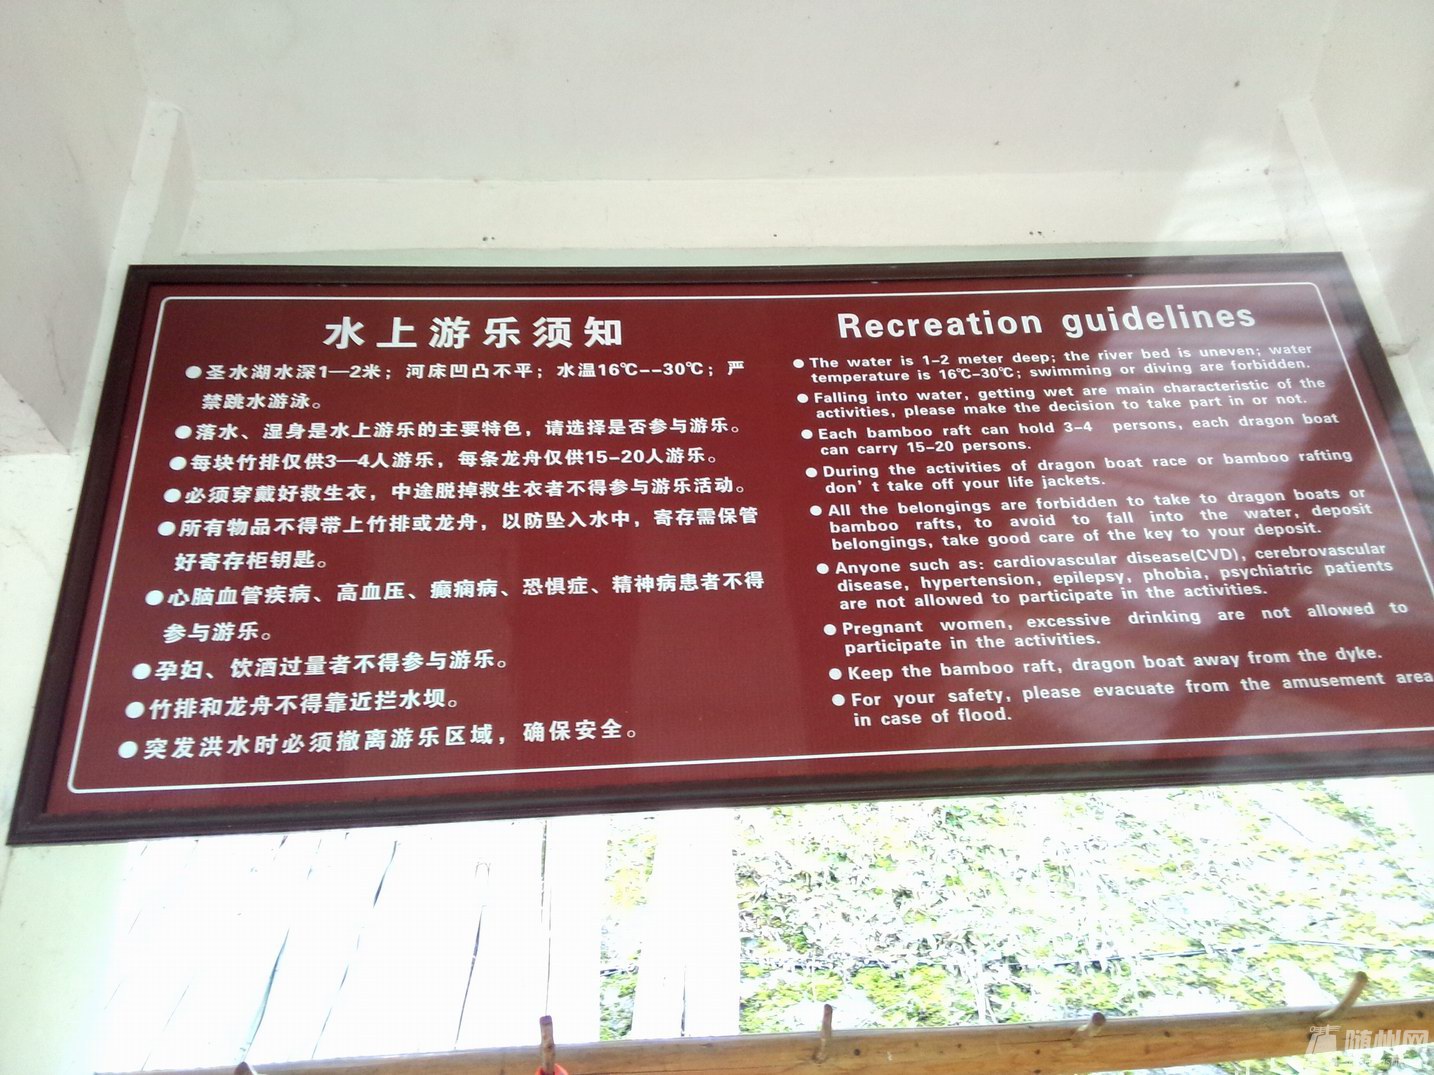 水上游乐须知
●圣水湖水深1—2米；河床凹凸不平；水温16℃--30℃；严
禁跳水游泳。
●落水、湿身是水上游乐的主要特色，请选择是否参与游乐。
●每块竹排仅供3—4人游乐，每条龙舟仅供15-20人游乐。
●必须穿戴好救生衣，中途脱掉救生衣者不得参与游乐活动。
●所有物品不得带上竹排或龙舟，以防坠入水中，寄存需保管
好寄存柜钥匙。
●心脑血管疾病、高血压、癫痫病、恐惧症、精神病患者不得
参与游乐。
●孕妇、饮酒过量者不得参与游乐。
●竹排和龙舟不得靠近拦水坝。
●突发洪水时必须撤离游乐区域，确保安全。
Recreation guidelines
●The water is 1-2 meter deep; the river bed is uneven; water
temperature is 16℃-30℃; swimming or diving are forbidden.
●Falling into water, getting wet are main characteristic of the
activities, please make the decision to take part in or not.
●Each bamboo raft can hold 3-4 persons, each dragon boat
can carry 15-20 persons.
●During the activities of dragon boat race or bamboo rafting
don't take off your life jackets.
●All the belongings are forbidden to take to dragon boats or
bamboo rafts, to avoid to fall into the water, deposit
belongings, take good care of the key to your deposit.
●Anyone such as: cardiovascular disease(CVD), cerebrovascular
disease, hypertension, epilepsy, phobia, psychiatric patients
are not allowed to participate in the activities.
●Pregnant women, excessive drinking are not allowed to
participate in the activities.
●Keep the bamboo raft, dragon boat away from the dyke.
●For your safety, please evacuate from the amusement area
in case of flood.
随州网